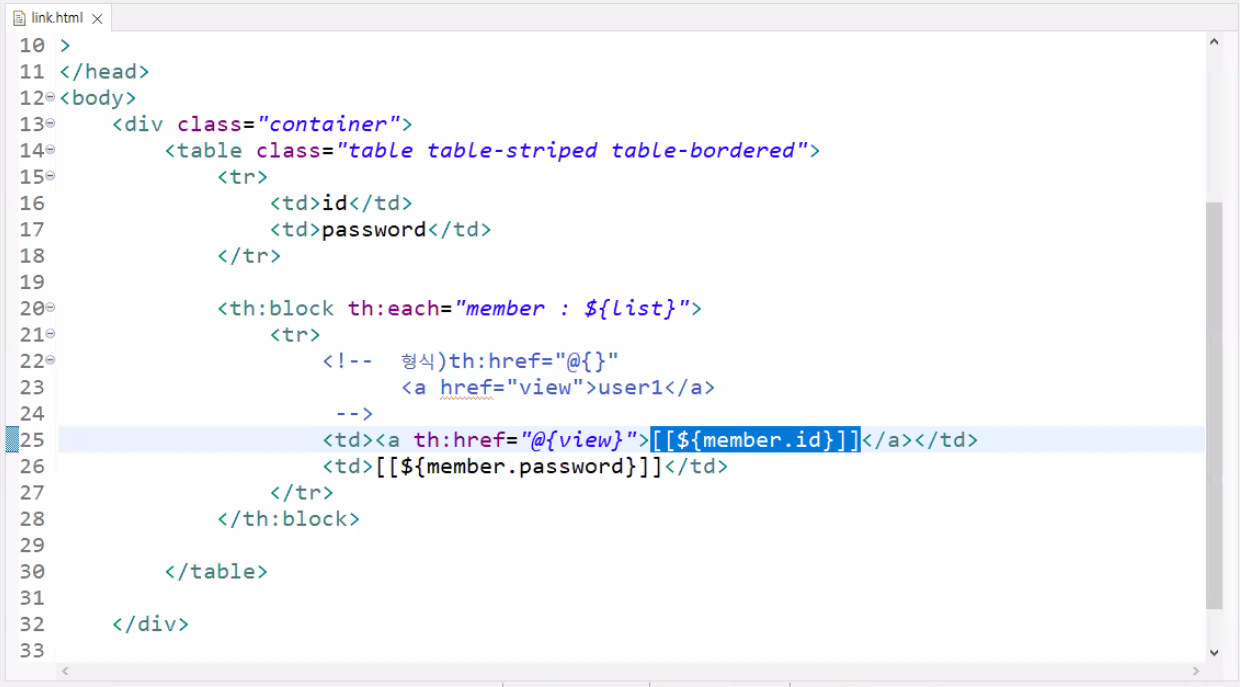 link.html
10 >
11 </head>
12 <body>
13 <div class="container">
14 <table class="table table-striped table-bordered">
15 <tr>
16 <td>id</td>
17 <td>password</td>
18 </tr>
19
20 <th:block th:each="member : ${list}">
21 <tr>
22 <!-- 형식)th:href="@{}"
23 <a href="view">user1</a>
24 -->
25 <td><a th:href="@{view}">[[${member.id}]]</a></td>
26 <td>[[${member.password}]]</td>
27 </tr>
28 </th:block>
29
30 </table>
31
32 </div>
33